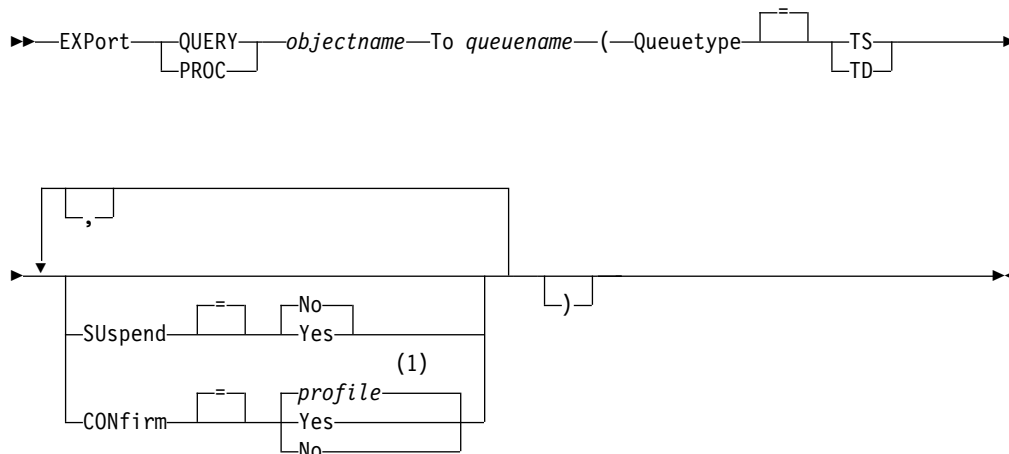 =
►►─EXPort─QUERY─objectname─To queuename─(─Queuetype─TS─►
PROC TD
,
►─ ) ─►◄
= No
SUspend Yes
(1)
= profile
CONfirm Yes
No